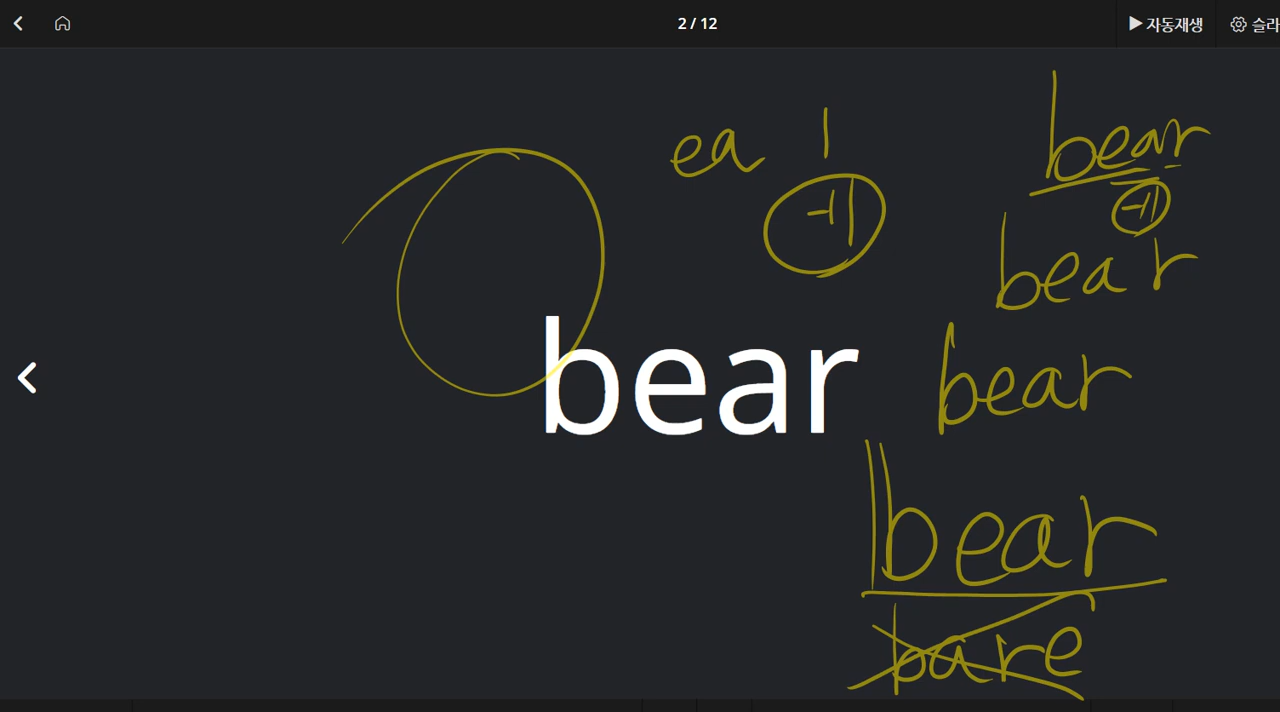 2 / 12
자동재생
슬라
ea ㅣ
ㅔ
bear
ㅔ
bear
bear
bear
bear
bare